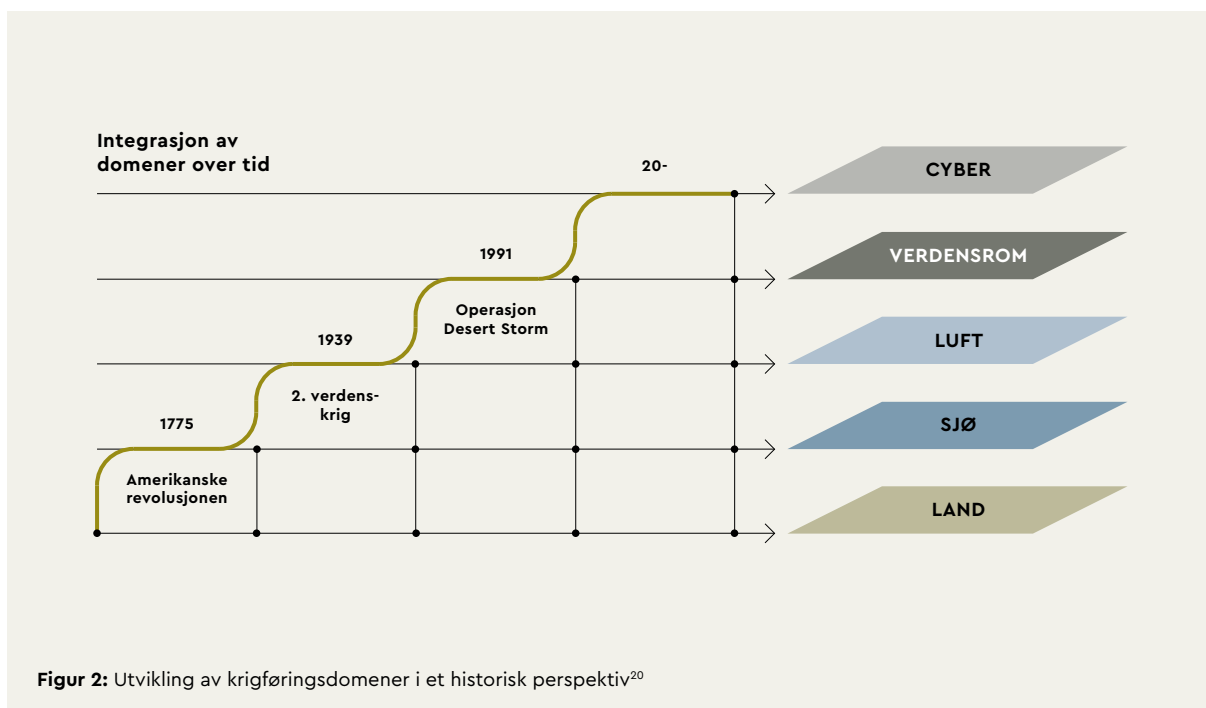 Integrasjon av
domener over tid
20-
CYBER
1991
VERDENSROM
Operasjon
Desert Storm
1939
LUFT
2. verdens-
krig
1775
SJØ
Amerikanske
revolusjonen
LAND
Figur 2: Utvikling av krigføringsdomener i et historisk perspektiv²⁰